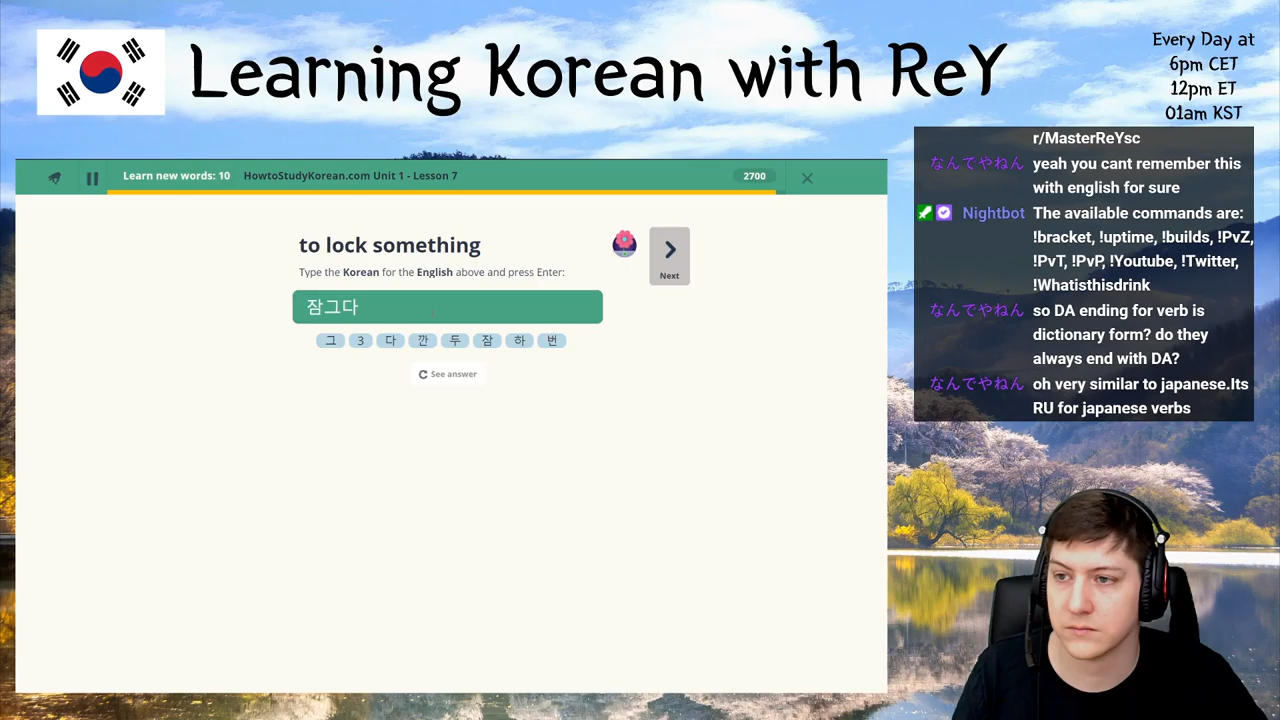 Learning Korean with ReY
Every Day at
6pm CET
12pm ET
01am KST
Learn new words: 10 HowtoStudyKorean.com Unit 1 - Lesson 7 2700
to lock something
Type the Korean for the English above and press Enter:
Next
잠그다
그 3 다 깐 두 잠 하 번
See answer
r/MasterReYsc
なんでやねん yeah you cant remember this
with english for sure
Nightbot The available commands are:
!bracket, !uptime, !builds, !PvZ,
!PvT, !PvP, !Youtube, !Twitter,
!Whatisthisdrink
なんでやねん so DA ending for verb is
dictionary form? do they
always end with DA?
なんでやねん oh very similar to japanese.Its
RU for japanese verbs